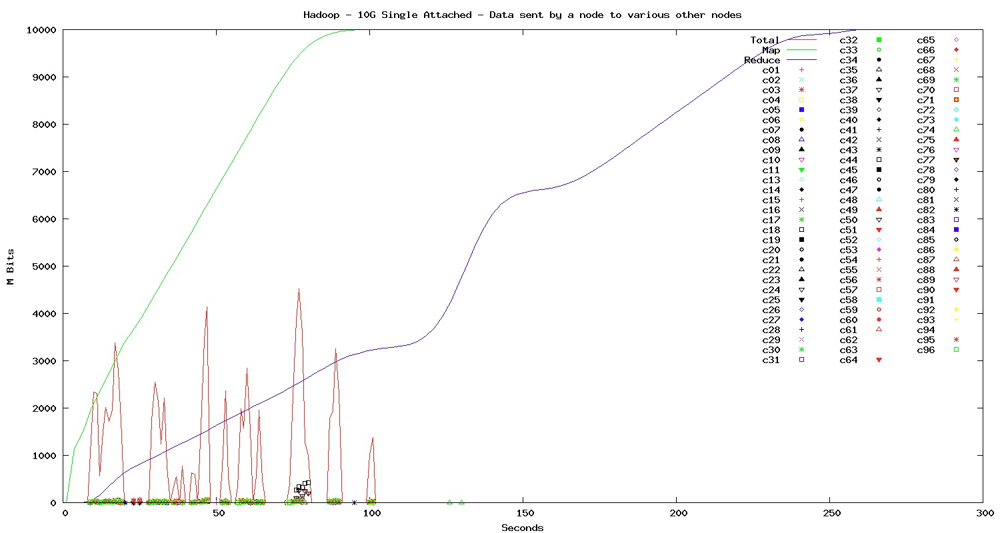 Hadoop - 10G Single Attached - Data sent by a node to various other nodes
M Bits
10000
9000
8000
7000
6000
5000
4000
3000
2000
1000
0
0 50 100 150 200 250 300
Seconds
Total
Map
Reduce
c01
c02
c03
c04
c05
c06
c07
c08
c09
c10
c11
c13
c14
c15
c16
c17
c18
c19
c20
c21
c22
c23
c24
c25
c26
c27
c28
c29
c30
c31
c32
c33
c34
c35
c36
c37
c38
c39
c40
c41
c42
c43
c44
c45
c46
c47
c48
c49
c50
c51
c52
c53
c54
c55
c56
c57
c58
c59
c60
c61
c62
c63
c64
c65
c66
c67
c68
c69
c70
c71
c72
c73
c74
c75
c76
c77
c78
c79
c80
c81
c82
c83
c84
c85
c86
c87
c88
c89
c90
c91
c92
c93
c94
c95
c96